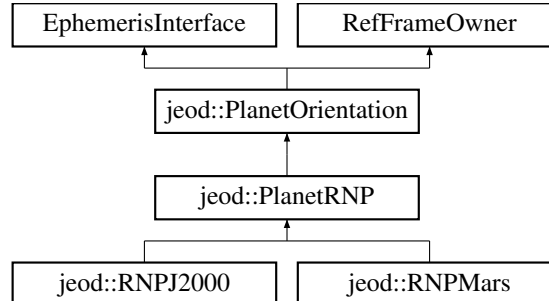 EphemerisInterface
RefFrameOwner
jeod::PlanetOrientation
jeod::PlanetRNP
jeod::RNPJ2000
jeod::RNPMars